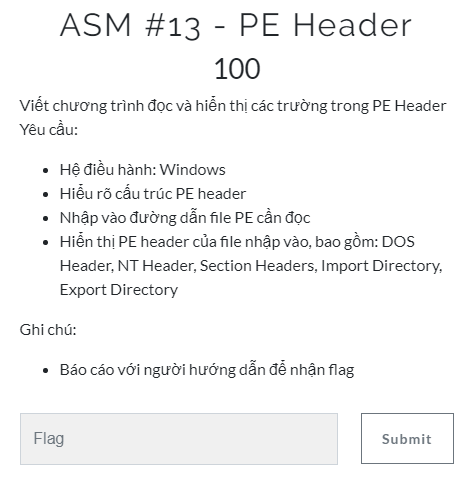 ASM #13 - PE Header
100
Viết chương trình đọc và hiển thị các trường trong PE Header
Yêu cầu:
• Hệ điều hành: Windows
• Hiểu rõ cấu trúc PE header
• Nhập vào đường dẫn file PE cần đọc
• Hiển thị PE header của file nhập vào, bao gồm: DOS
Header, NT Header, Section Headers, Import Directory,
Export Directory
Ghi chú:
• Báo cáo với người hướng dẫn để nhận flag
Flag
Submit